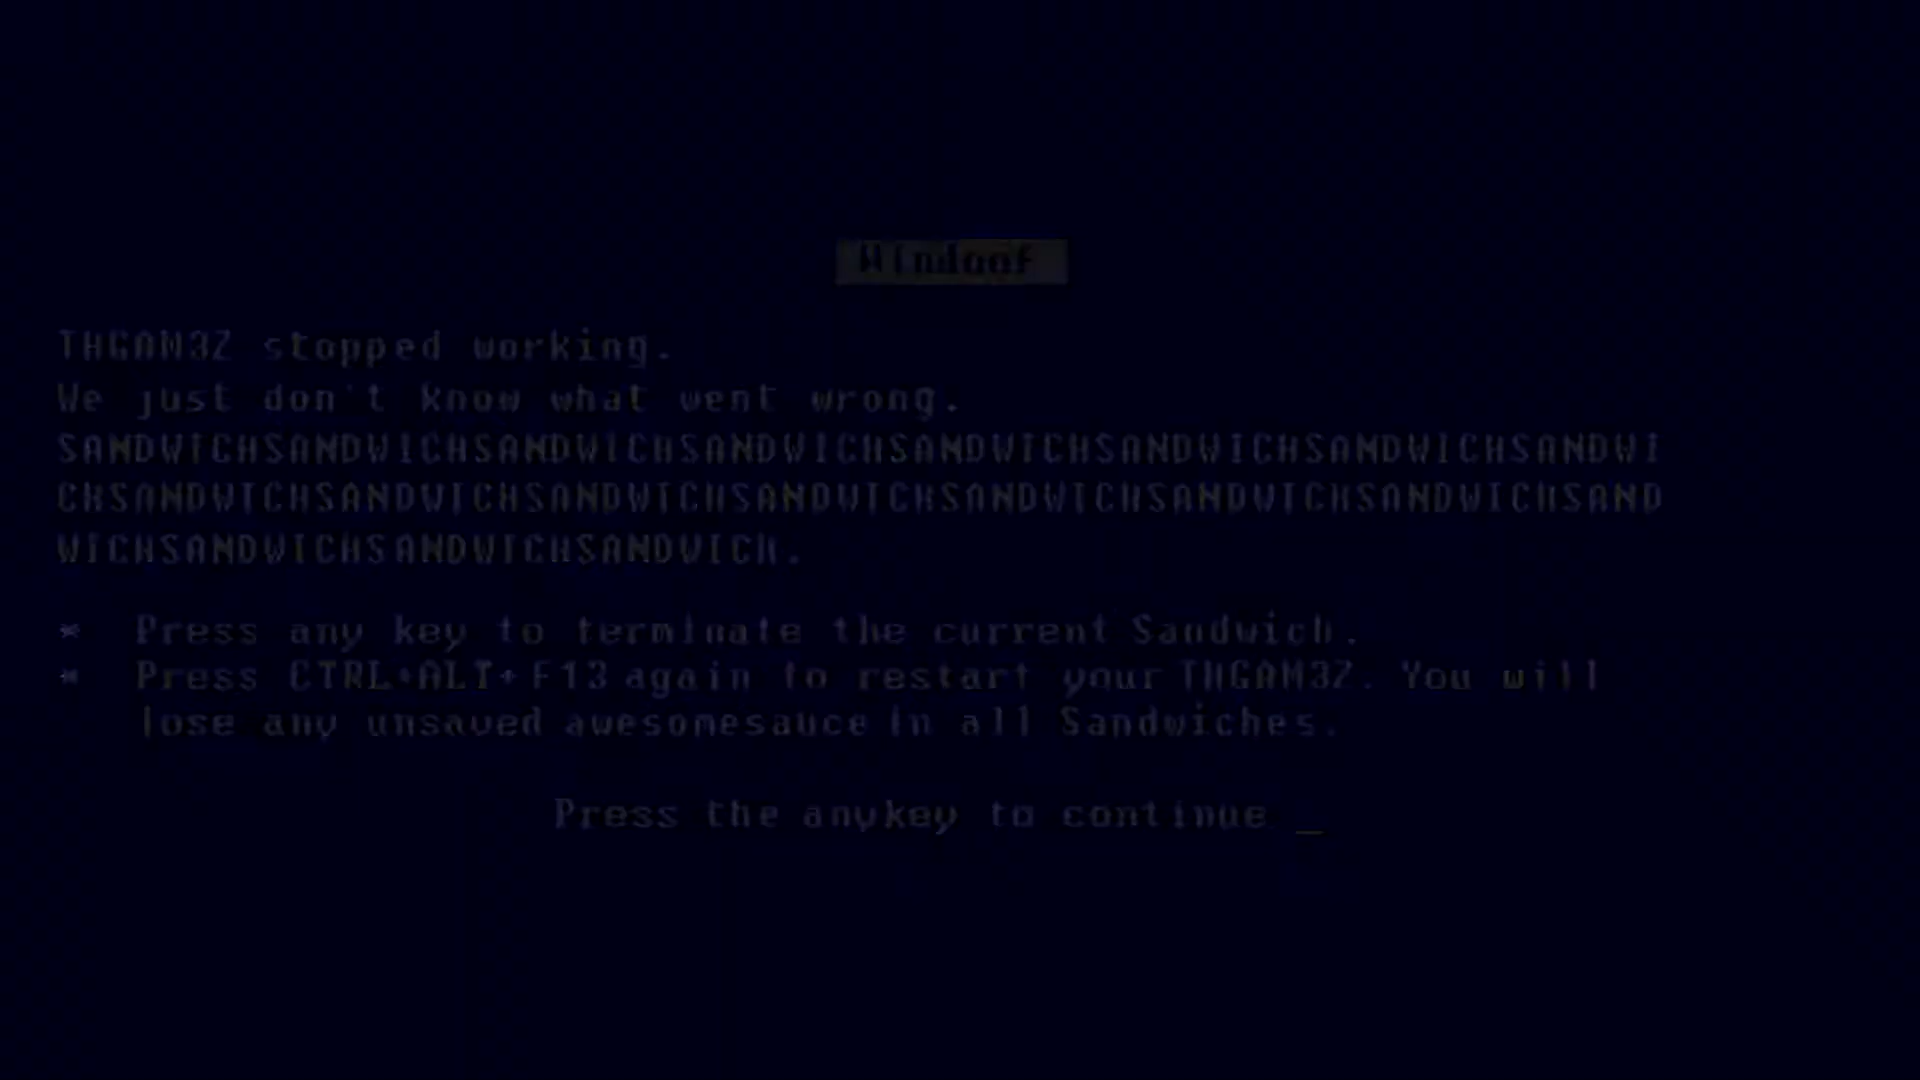 Windoof
THGAM3Z stopped working.
We just don't know what went wrong.
SANDWICHSANDWICHSANDWICHSANDWICHSANDWICHSANDWICHSANDWICHSANDWI
CHSANDWICHSANDWICHSANDWICHSANDWICHSANDWICHSANDWICHSANDWICHSAND
WICHSANDWICHSANDWICHSANDWICH.
* Press any key to terminate the current Sandwich.
* Press CTRL+ALT+F13 again to restart your THGAM3Z. You will
lose any unsaved awesomesauce in all Sandwiches.
Press the anykey to continue _